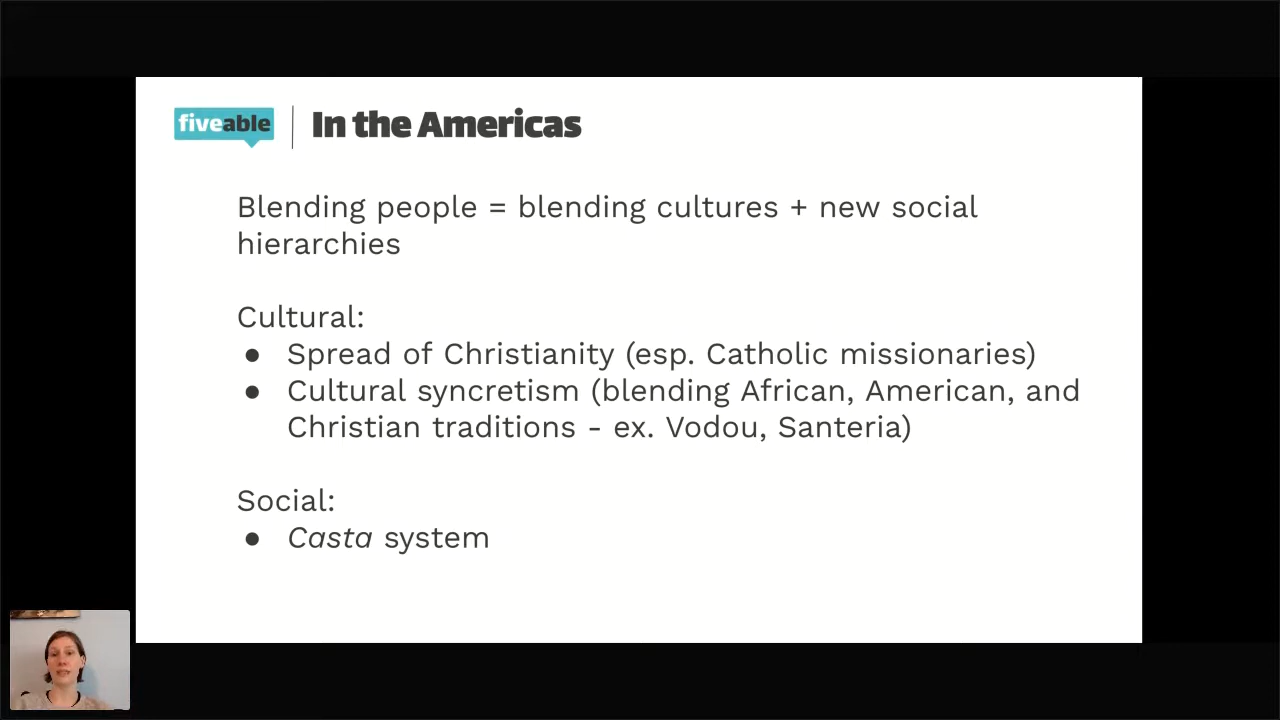 fiveable
In the Americas
Blending people = blending cultures + new social
hierarchies
Cultural:
● Spread of Christianity (esp. Catholic missionaries)
● Cultural syncretism (blending African, American, and
Christian traditions - ex. Vodou, Santeria)
Social:
● Casta system